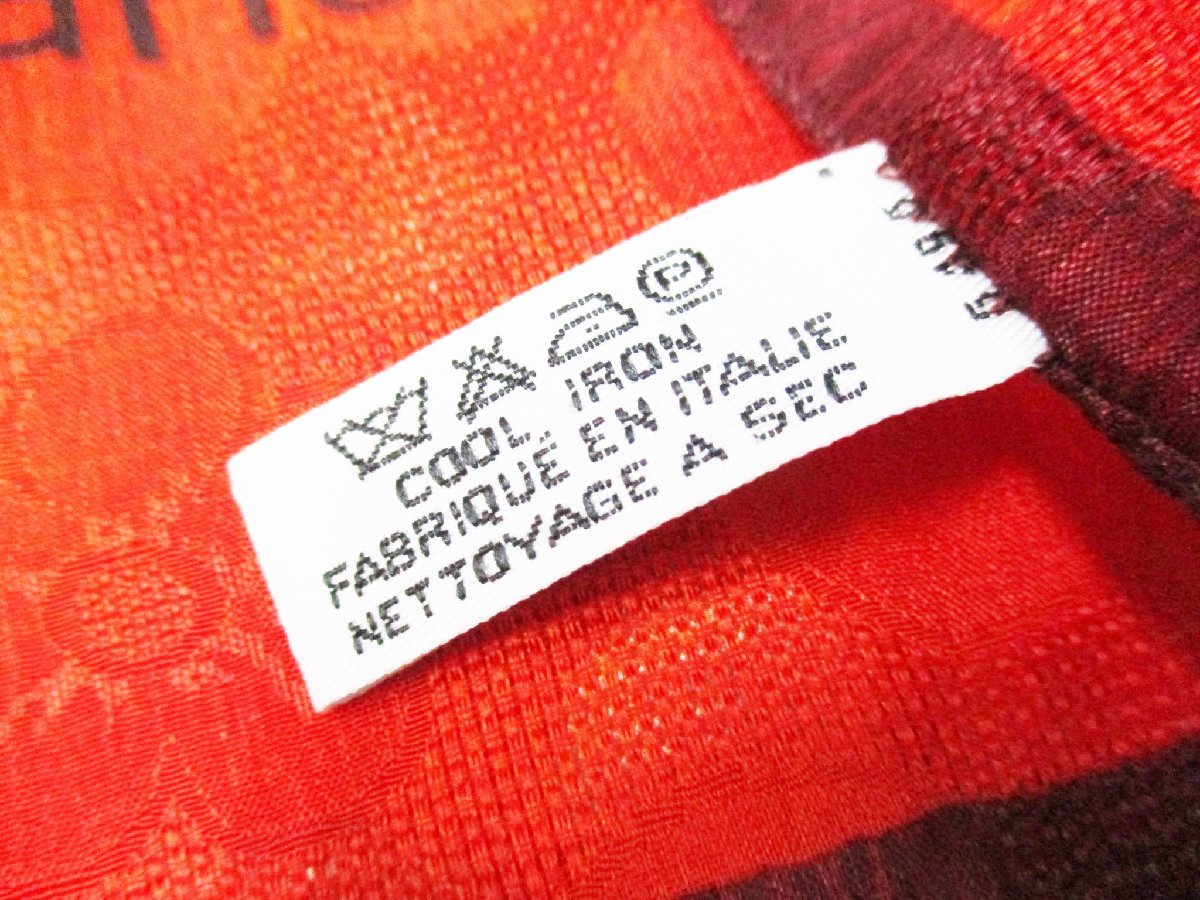 COOL IRON
FABRIQUÉ EN ITALIE
NETTOYAGE A SEC